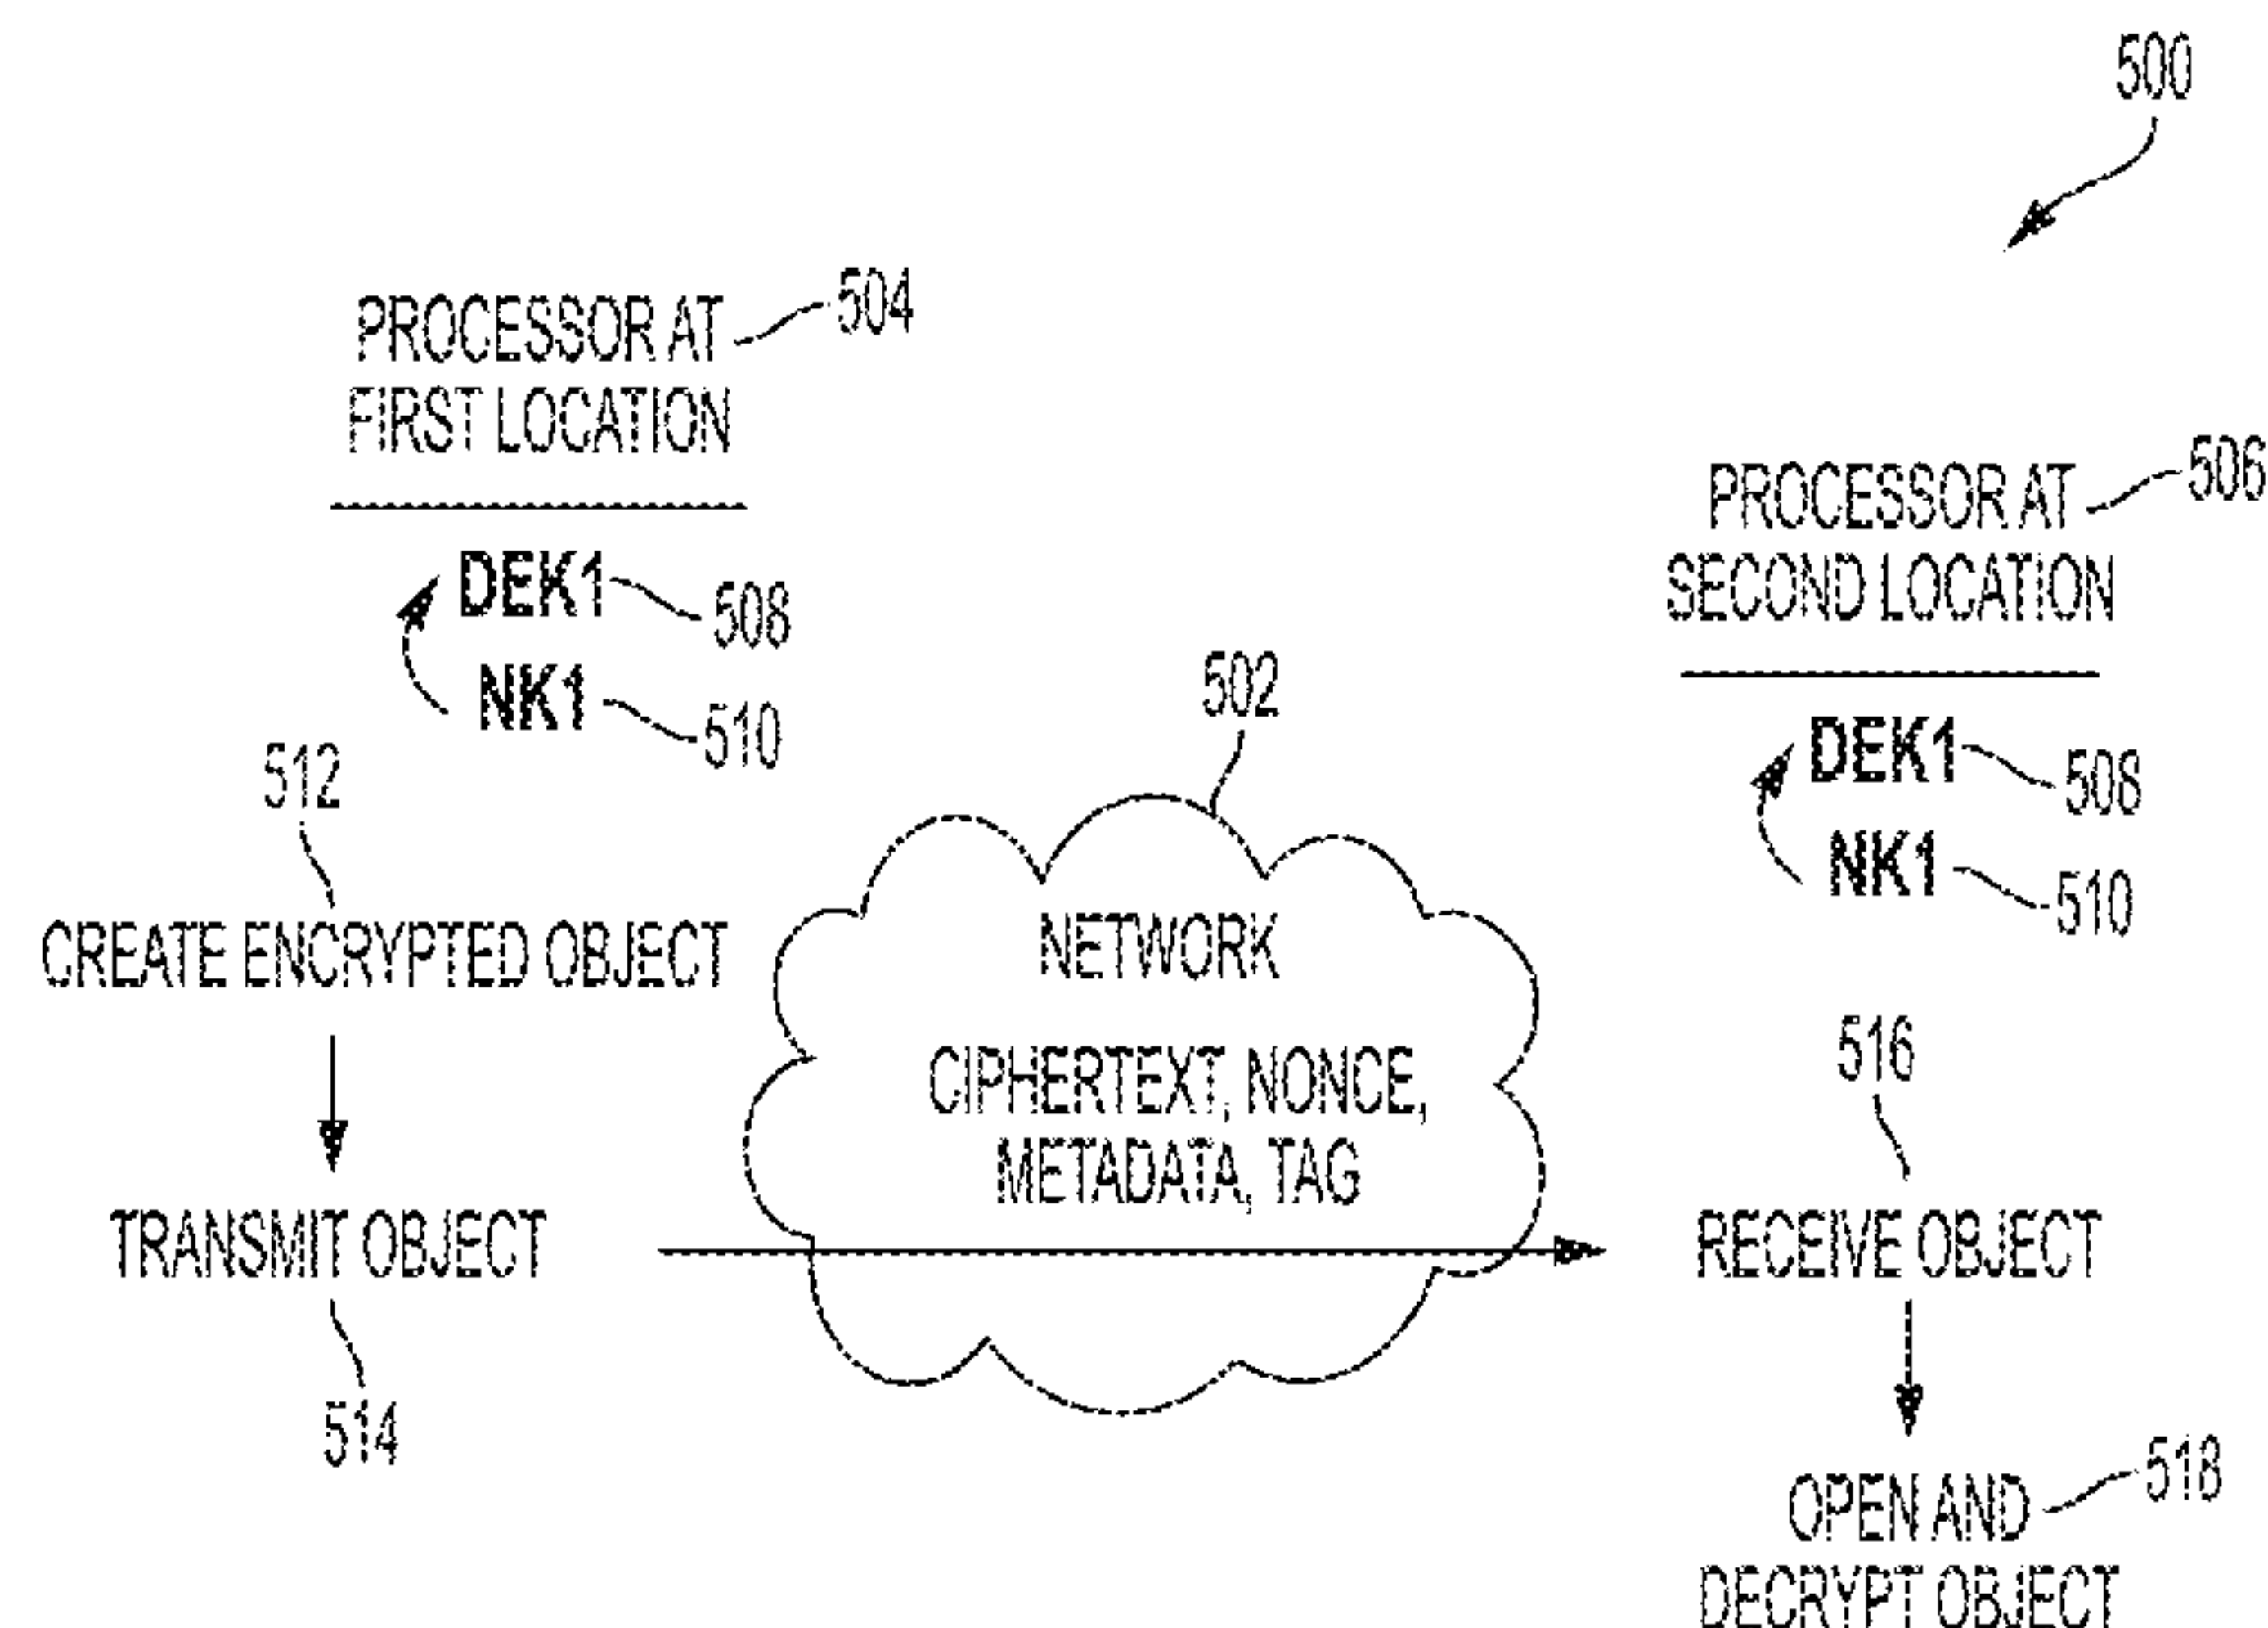 500
PROCESSOR AT 504
FIRST LOCATION
DEK1 508
NK1 510
512
CREATE ENCRYPTED OBJECT
TRANSMIT OBJECT
514
502
NETWORK
CIPHERTEXT, NONCE,
METADATA, TAG
PROCESSOR AT 506
SECOND LOCATION
DEK1 508
NK1 510
516
RECEIVE OBJECT
OPEN AND 518
DECRYPT OBJECT